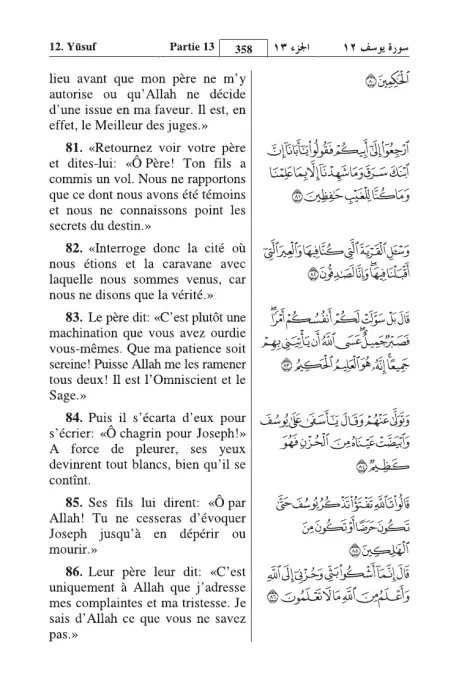 12. Yūsuf Partie 13 358 الجزء ١٣ سورة يوسف ١٢
lieu avant que mon père ne m’y
autorise ou qu’Allah ne décide
d’une issue en ma faveur. Il est, en
effet, le Meilleur des juges.»
81. «Retournez voir votre père
et dites-lui: «Ô Père! Ton fils a
commis un vol. Nous ne rapportons
que ce dont nous avons été témoins
et nous ne connaissons point les
secrets du destin.»
82. «Interroge donc la cité où
nous étions et la caravane avec
laquelle nous sommes venus, car
nous ne disons que la vérité.»
83. Le père dit: «C’est plutôt une
machination que vous avez ourdie
vous-mêmes. Que ma patience soit
sereine! Puisse Allah me les ramener
tous deux! Il est l’Omniscient et le
Sage.»
84. Puis il s’écarta d’eux pour
s’écrier: «Ô chagrin pour Joseph!»
A force de pleurer, ses yeux
devinrent tout blancs, bien qu’il se
contînt.
85. Ses fils lui dirent: «Ô par
Allah! Tu ne cesseras d’évoquer
Joseph jusqu’à en dépérir ou
mourir.»
86. Leur père leur dit: «C’est
uniquement à Allah que j’adresse
mes complaintes et ma tristesse. Je
sais d’Allah ce que vous ne savez
pas.»
ٱلْحَٰكِمِينَ ٨٠
ٱرْجِعُوٓا۟ إِلَىٰٓ أَبِيكُمْ فَقُولُوا۟ يَٰٓأَبَانَآ إِنَّ
ٱبْنَكَ سَرَقَ وَمَا شَهِدْنَآ إِلَّا بِمَا عَلِمْنَا
وَمَا كُنَّا لِلْغَيْبِ حَٰفِظِينَ ٨١
وَسْـَٔلِ ٱلْقَرْيَةَ ٱلَّتِى كُنَّا فِيهَا وَٱلْعِيرَ ٱلَّتِىٓ
أَقْبَلْنَا فِيهَا ۖ وَإِنَّا لَصَٰدِقُونَ ٨٢
قَالَ بَلْ سَوَّلَتْ لَكُمْ أَنفُسُكُمْ أَمْرًا ۖ
فَصَبْرٌ جَمِيلٌ ۖ عَسَى ٱللَّهُ أَن يَأْتِيَنِى بِهِمْ
جَمِيعًا ۚ إِنَّهُۥ هُوَ ٱلْعَلِيمُ ٱلْحَكِيمُ ٨٣
وَتَوَلَّىٰ عَنْهُمْ وَقَالَ يَٰٓأَسَفَىٰ عَلَىٰ يُوسُفَ
وَٱبْيَضَّتْ عَيْنَاهُ مِنَ ٱلْحُزْنِ فَهُوَ
كَظِيمٌ ٨٤
قَالُوا۟ تَٱللَّهِ تَفْتَؤُا۟ تَذْكُرُ يُوسُفَ حَتَّىٰ
تَكُونَ حَرَضًا أَوْ تَكُونَ مِنَ
ٱلْهَٰلِكِينَ ٨٥
قَالَ إِنَّمَآ أَشْكُوا۟ بَثِّى وَحُزْنِىٓ إِلَى ٱللَّهِ
وَأَعْلَمُ مِنَ ٱللَّهِ مَا لَا تَعْلَمُونَ ٨٦